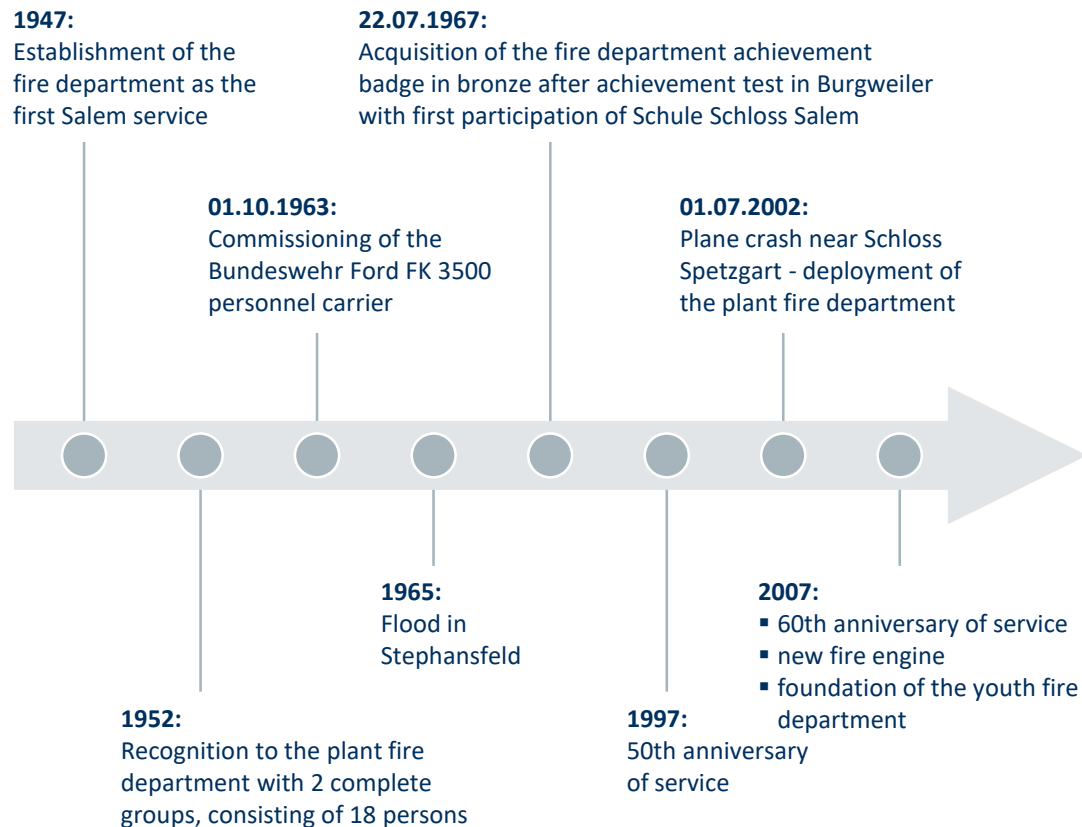 1947:
Establishment of the
fire department as the
first Salem service
22.07.1967:
Acquisition of the fire department achievement
badge in bronze after achievement test in Burgweiler
with first participation of Schule Schloss Salem
01.10.1963:
Commissioning of the
Bundeswehr Ford FK 3500
personnel carrier
01.07.2002:
Plane crash near Schloss
Spetzgart - deployment of
the plant fire department
1965:
Flood in
Stephansfeld
2007:
▪ 60th anniversary of service
▪ new fire engine
▪ foundation of the youth fire
department
1952:
Recognition to the plant fire
department with 2 complete
groups, consisting of 18 persons
1997:
50th anniversary
of service